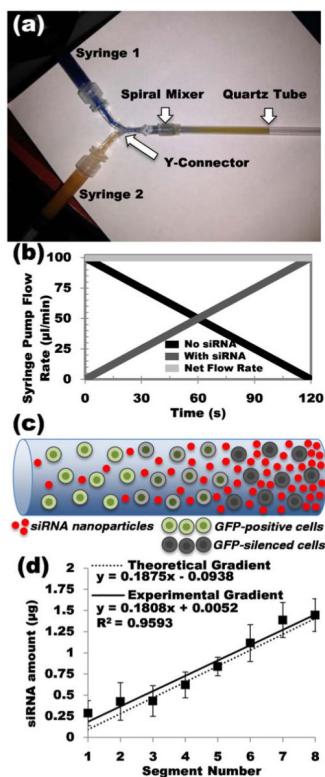 (a)
Syringe 1
Spiral Mixer
Quartz Tube
Y-Connector
Syringe 2
(b)
Syringe Pump Flow
Rate (µl/min)
100
75
50
25
0
No siRNA
With siRNA
Net Flow Rate
0 30 60 90 120
Time (s)
(c)
siRNA nanoparticles
GFP-positive cells
GFP-silenced cells
(d)
siRNA amount (µg)
Theoretical Gradient
y = 0.1875x - 0.0938
Experimental Gradient
y = 0.1808x + 0.0052
R² = 0.9593
2
1.75
1.5
1.25
1
0.75
0.5
0.25
0
1 2 3 4 5 6 7 8
Segment Number